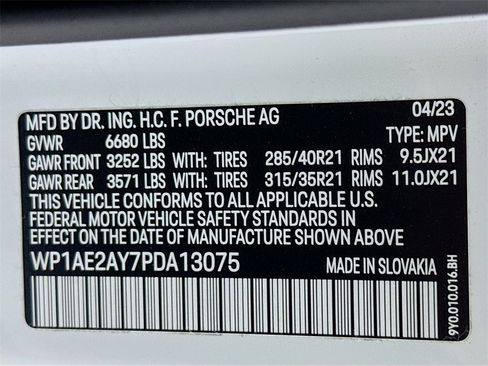 MFD BY DR. ING. H.C. F. PORSCHE AG 04/23
GVWR 6680 LBS TYPE: MPV
GAWR FRONT 3252 LBS WITH: TIRES 285/40R21 RIMS 9.5JX21
GAWR REAR 3571 LBS WITH: TIRES 315/35R21 RIMS 11.0JX21
THIS VEHICLE CONFORMS TO ALL APPLICABLE U.S.
FEDERAL MOTOR VEHICLE SAFETY STANDARDS IN
EFFECT ON THE DATE OF MANUFACTURE SHOWN ABOVE
WP1AE2AY7PDA13075 MADE IN SLOVAKIA
9Y0.010.016.BH